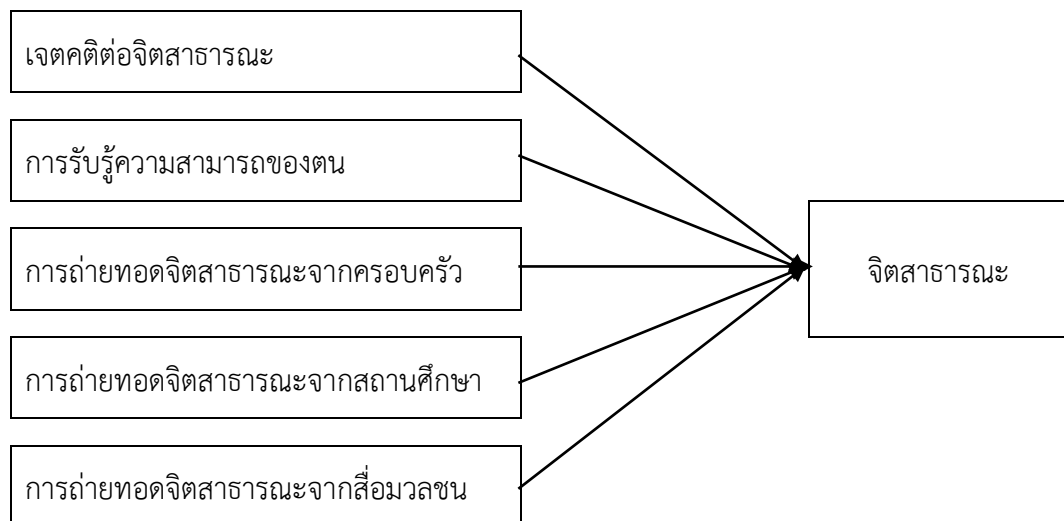 เจตคติต่อจิตสาธารณะ
การรับรู้ความสามารถของตน
การถ่ายทอดจิตสาธารณะจากครอบครัว
จิตสาธารณะ
การถ่ายทอดจิตสาธารณะจากสถานศึกษา
การถ่ายทอดจิตสาธารณะจากสื่อมวลชน